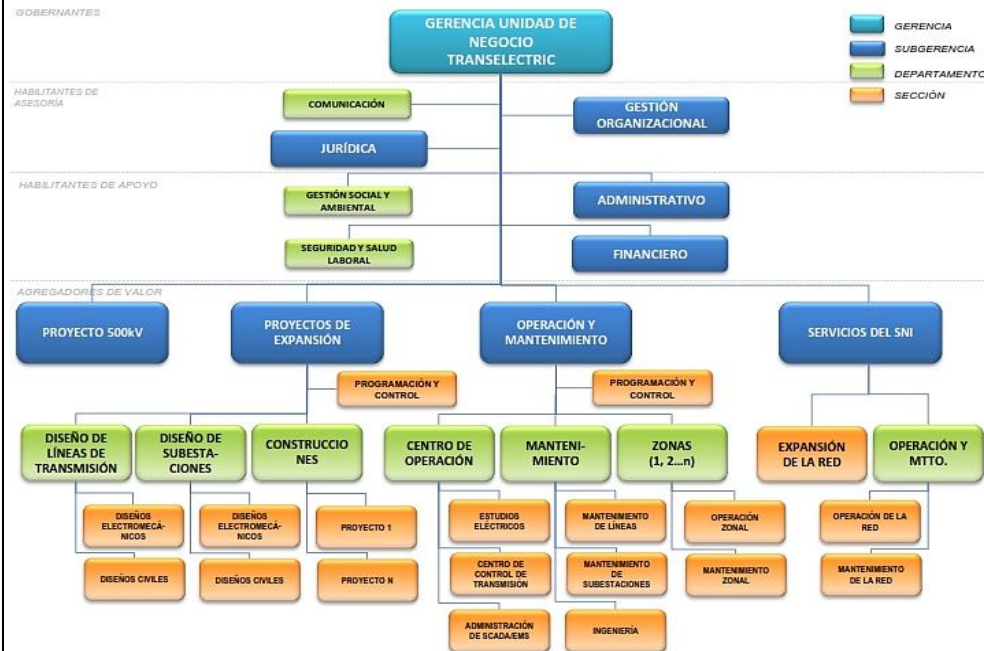 GOBERNANTES
GERENCIA UNIDAD DE
NEGOCIO
TRANSELECTRIC
GERENCIA
SUBGERENCIA
DEPARTAMENTO
SECCIÓN
HABILITANTES DE
ASESORÍA
COMUNICACIÓN
GESTIÓN
ORGANIZACIONAL
JURÍDICA
HABILITANTES DE APOYO
GESTIÓN SOCIAL Y
AMBIENTAL
ADMINISTRATIVO
SEGURIDAD Y SALUD
LABORAL
FINANCIERO
AGREGADORES DE VALOR
PROYECTO 500kV
PROYECTOS DE
EXPANSIÓN
OPERACIÓN Y
MANTENIMIENTO
SERVICIOS DEL SNI
PROGRAMACIÓN Y
CONTROL
PROGRAMACIÓN Y
CONTROL
DISEÑO DE
LÍNEAS DE
TRANSMISIÓN
DISEÑO DE
SUBESTA-
CIONES
CONSTRUCCIO
NES
CENTRO DE
OPERACIÓN
MANTENI-
MIENTO
ZONAS
(1, 2...n)
EXPANSIÓN
DE LA RED
OPERACIÓN Y
MTTO.
DISEÑOS
ELECTROMECÁ-
NICOS
DISEÑOS
ELECTROMECÁ-
NICOS
PROYECTO 1
ESTUDIOS
ELÉCTRICOS
MANTENIMIENTO
DE LÍNEAS
OPERACIÓN
ZONAL
OPERACIÓN DE LA
RED
DISEÑOS CIVILES
DISEÑOS CIVILES
PROYECTO N
CENTRO DE
CONTROL DE
TRANSMISIÓN
MANTENIMIENTO
DE
SUBESTACIONES
MANTENIMIENTO
ZONAL
MANTENIMIENTO
DE LA RED
ADMINISTRACIÓN
DE SCADA/EMS
INGENIERÍA